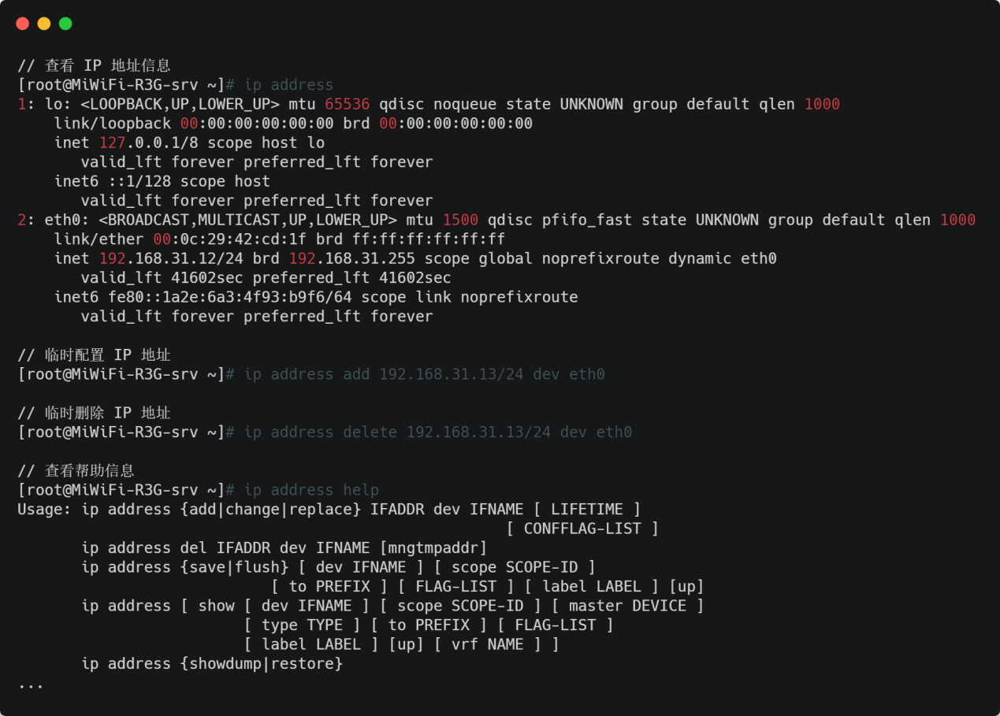 // 查看 IP 地址信息
[root@MiWiFi-R3G-srv ~]# ip address
1: lo: <LOOPBACK,UP,LOWER_UP> mtu 65536 qdisc noqueue state UNKNOWN group default qlen 1000
    link/loopback 00:00:00:00:00:00 brd 00:00:00:00:00:00
    inet 127.0.0.1/8 scope host lo
       valid_lft forever preferred_lft forever
    inet6 ::1/128 scope host
       valid_lft forever preferred_lft forever
2: eth0: <BROADCAST,MULTICAST,UP,LOWER_UP> mtu 1500 qdisc pfifo_fast state UNKNOWN group default qlen 1000
    link/ether 00:0c:29:42:cd:1f brd ff:ff:ff:ff:ff:ff
    inet 192.168.31.12/24 brd 192.168.31.255 scope global noprefixroute dynamic eth0
       valid_lft 41602sec preferred_lft 41602sec
    inet6 fe80::1a2e:6a3:4f93:b9f6/64 scope link noprefixroute
       valid_lft forever preferred_lft forever

// 临时配置 IP 地址
[root@MiWiFi-R3G-srv ~]# ip address add 192.168.31.13/24 dev eth0

// 临时删除 IP 地址
[root@MiWiFi-R3G-srv ~]# ip address delete 192.168.31.13/24 dev eth0

// 查看帮助信息
[root@MiWiFi-R3G-srv ~]# ip address help
Usage: ip address {add|change|replace} IFADDR dev IFNAME [ LIFETIME ]
                                                      [ CONFFLAG-LIST ]
       ip address del IFADDR dev IFNAME [mngtmpaddr]
       ip address {save|flush} [ dev IFNAME ] [ scope SCOPE-ID ]
                            [ to PREFIX ] [ FLAG-LIST ] [ label LABEL ] [up]
       ip address [ show [ dev IFNAME ] [ scope SCOPE-ID ] [ master DEVICE ]
                         [ type TYPE ] [ to PREFIX ] [ FLAG-LIST ]
                         [ label LABEL ] [up] [ vrf NAME ] ]
       ip address {showdump|restore}
...